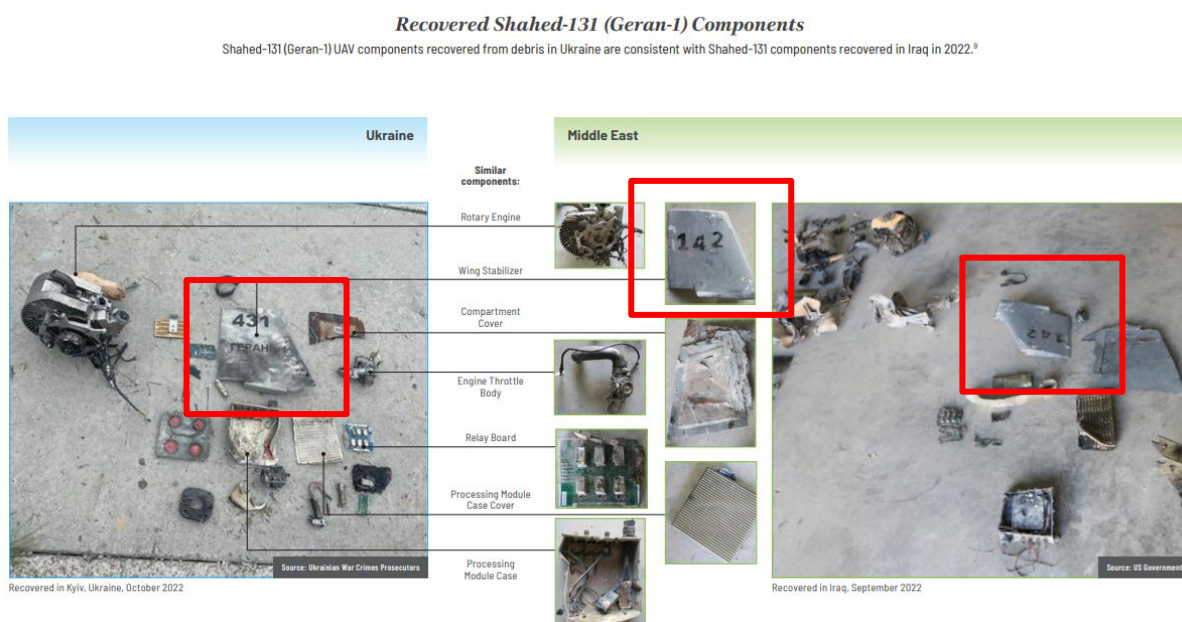 Recovered Shahed-131 (Geran-1) Components
Shahed-131 (Geran-1) UAV components recovered from debris in Ukraine are consistent with Shahed-131 components recovered in Iraq in 2022.⁹
Ukraine
Middle East
Similar
components:
Rotary Engine
Wing Stabilizer
Compartment
Cover
Engine Throttle
Body
Relay Board
Processing Module
Case Cover
Processing
Module Case
431
ГЕРАНЬ
142
142
Source: Ukrainian War Crimes Prosecutors
Source: US Government
Recovered in Kyiv, Ukraine, October 2022
Recovered in Iraq, September 2022